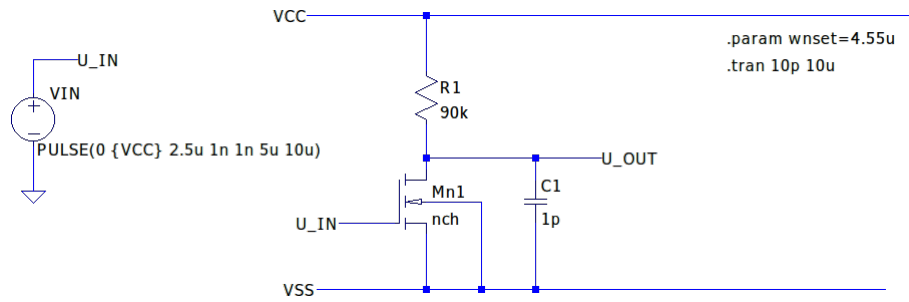 VCC
.param wnset=4.55u
.tran 10p 10u
U_IN
VIN
R1
90k
PULSE(0 {VCC} 2.5u 1n 1n 5u 10u)
U_OUT
Mn1
C1
U_IN
nch
1p
VSS